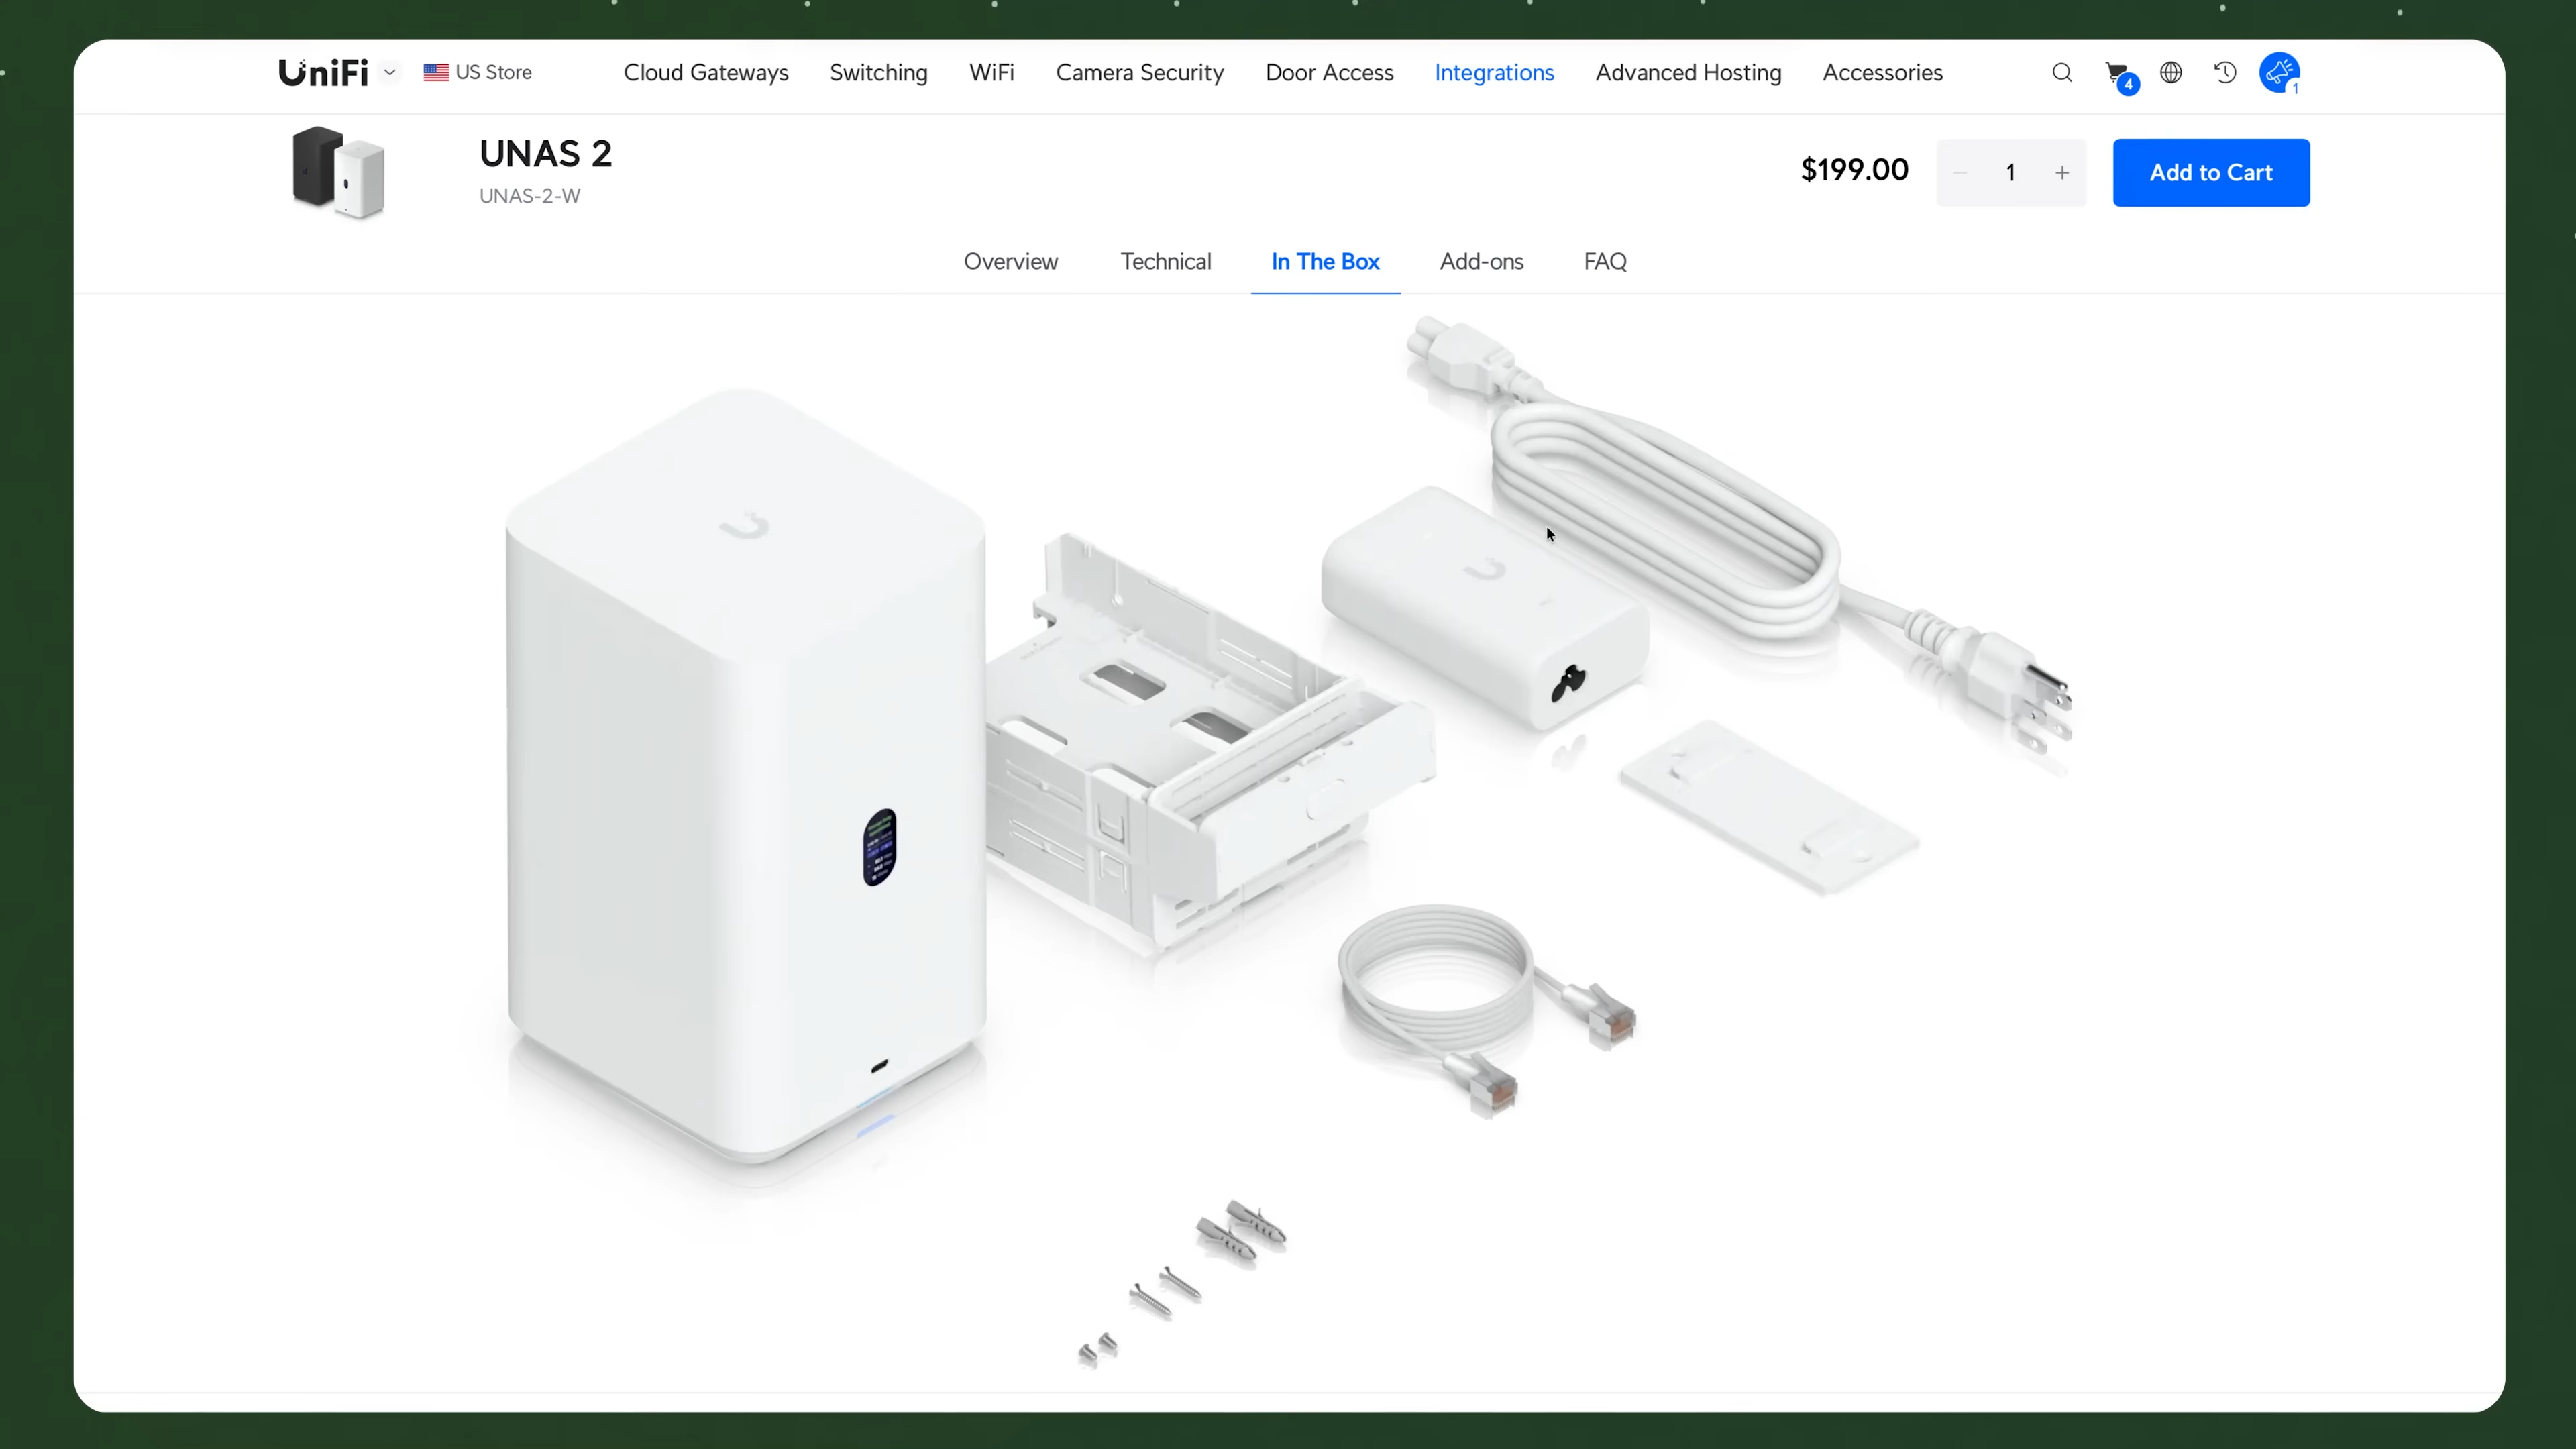 UniFi
US Store
Cloud Gateways
Switching
WiFi
Camera Security
Door Access
Integrations
Advanced Hosting
Accessories
4
1
UNAS 2
UNAS-2-W
$199.00
1
Add to Cart
Overview
Technical
In The Box
Add-ons
FAQ